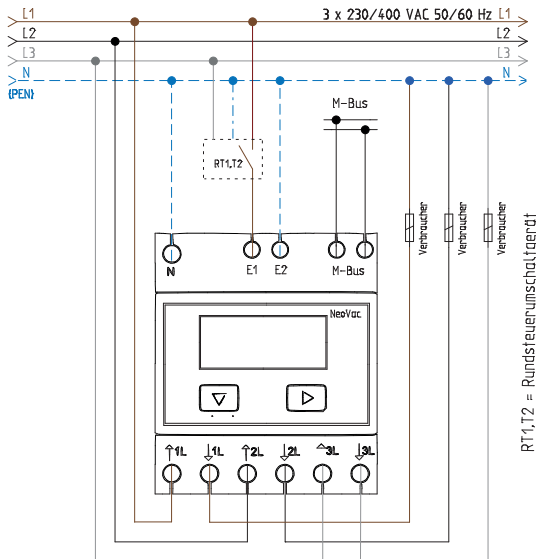 L1 3 x 230/400 VAC 50/60 Hz L1
L2 L2
L3 L3
N N
(PEN)
M-Bus
RT1,T2
Verbraucher
Verbraucher
Verbraucher
N E1 E2 M-Bus
NeoVac
1L 1L 2L 2L 3L 3L
RT1,T2 = Rundsteuerumschaltgerät